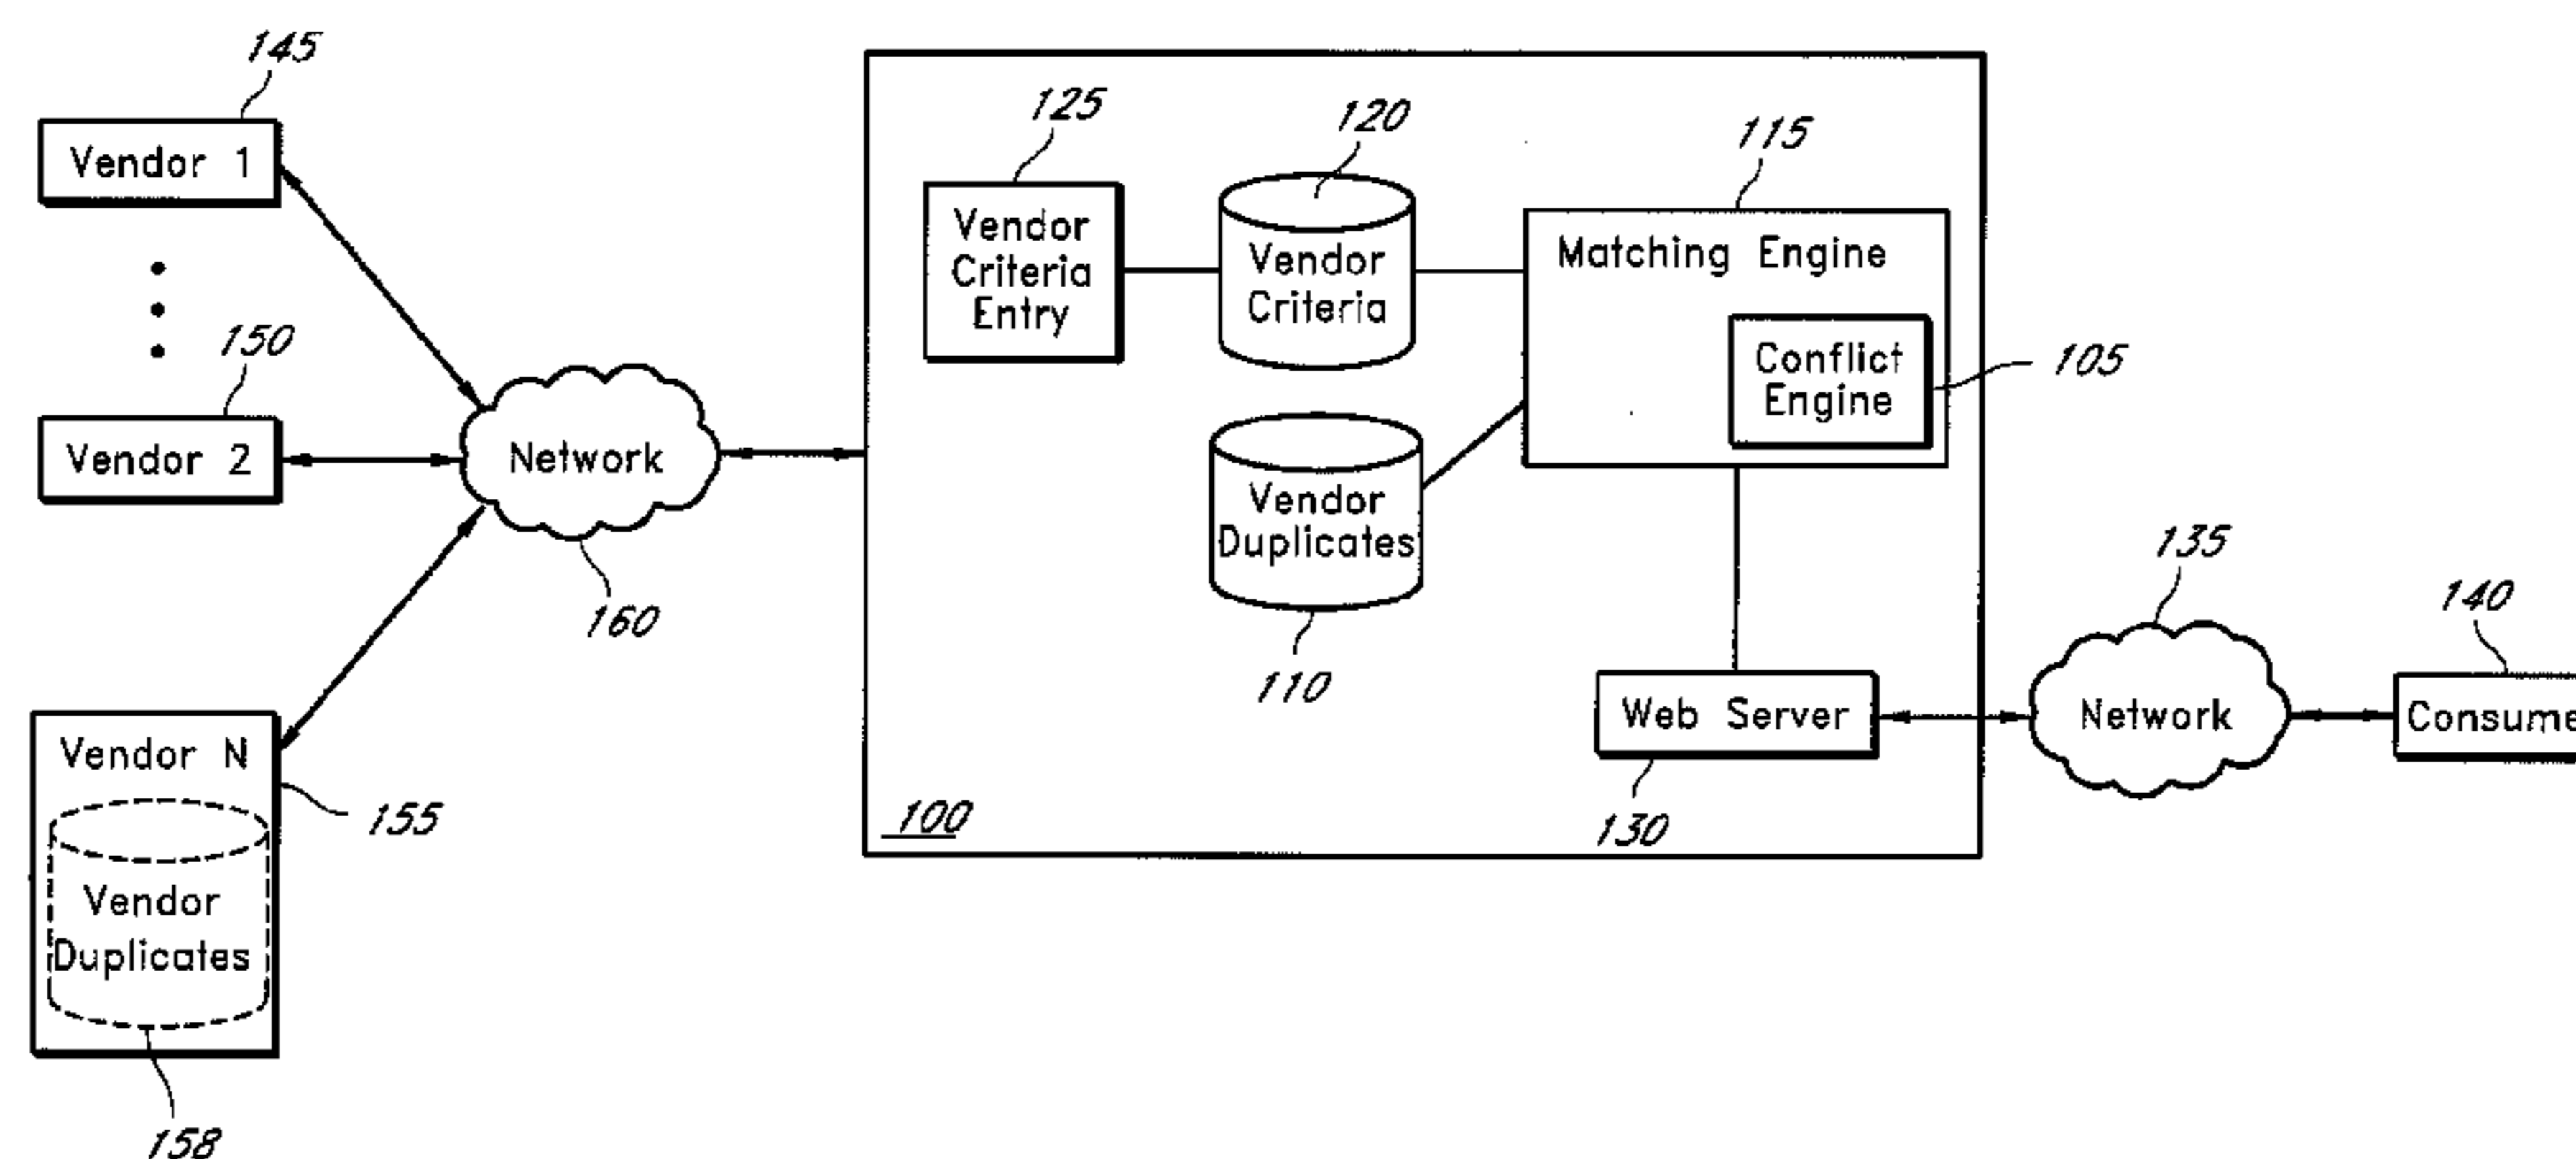 145
Vendor 1
150
Vendor 2
Network
160
Vendor N
155
Vendor
Duplicates
158
125
Vendor
Criteria
Entry
120
Vendor
Criteria
115
Matching Engine
Conflict
Engine
105
Vendor
Duplicates
110
Web Server
130
100
135
Network
140
Consume